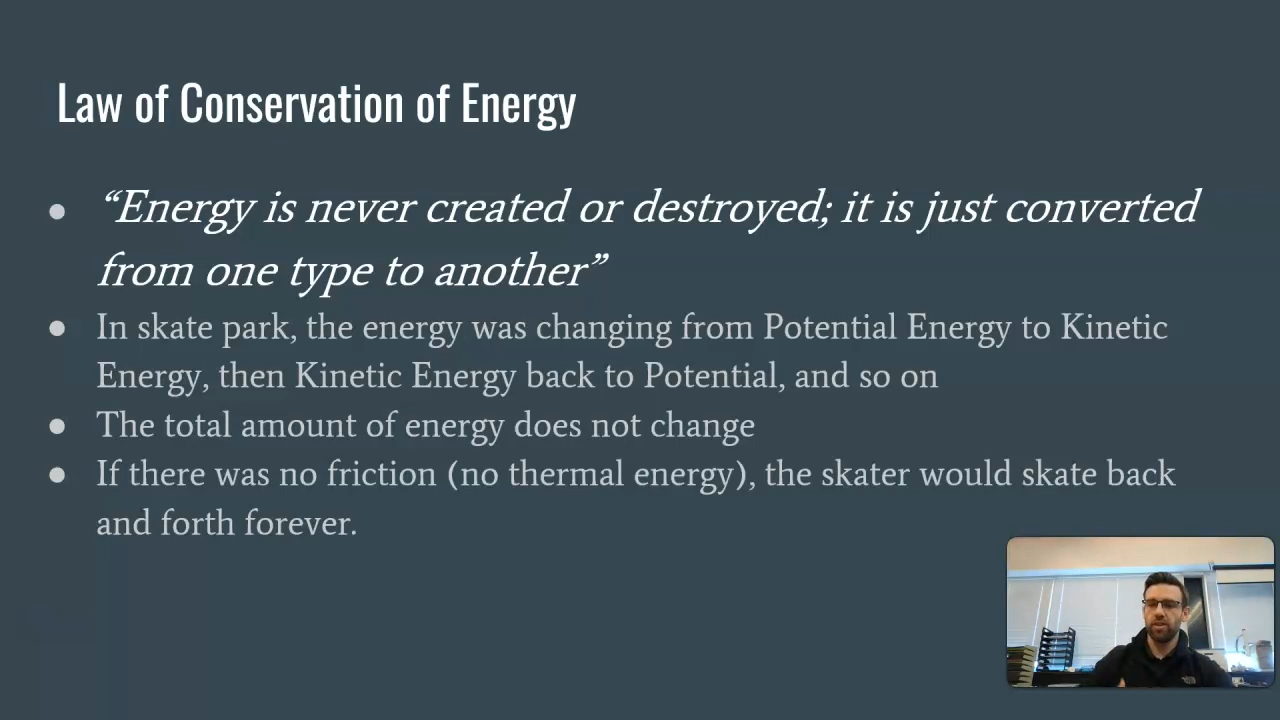 Law of Conservation of Energy
● “Energy is never created or destroyed; it is just converted
from one type to another”
● In skate park, the energy was changing from Potential Energy to Kinetic
Energy, then Kinetic Energy back to Potential, and so on
● The total amount of energy does not change
● If there was no friction (no thermal energy), the skater would skate back
and forth forever.